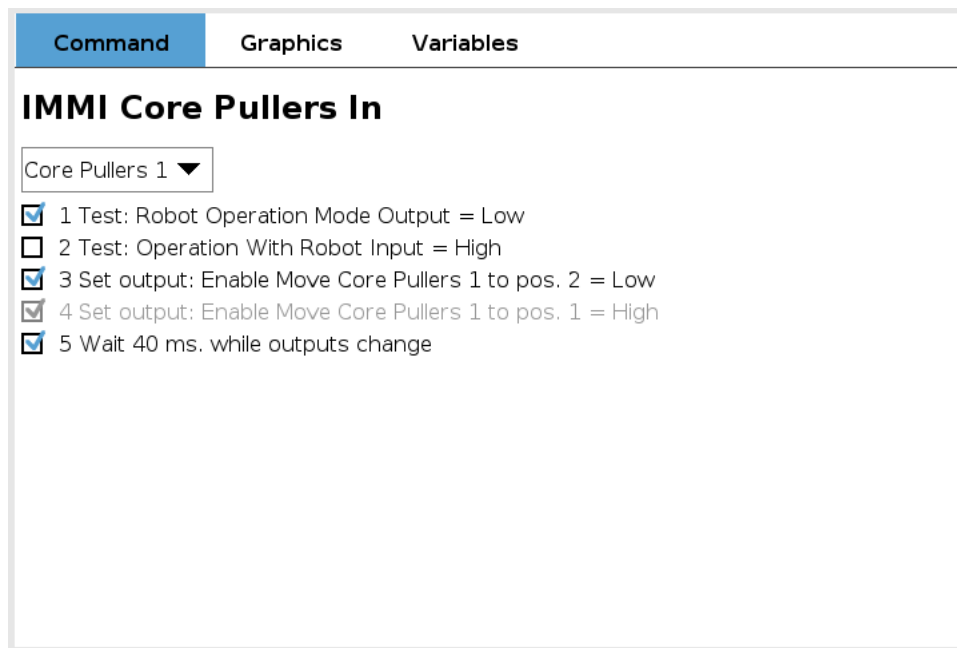 Command Graphics Variables
IMMI Core Pullers In
Core Pullers 1
1 Test: Robot Operation Mode Output = Low
2 Test: Operation With Robot Input = High
3 Set output: Enable Move Core Pullers 1 to pos. 2 = Low
4 Set output: Enable Move Core Pullers 1 to pos. 1 = High
5 Wait 40 ms. while outputs change